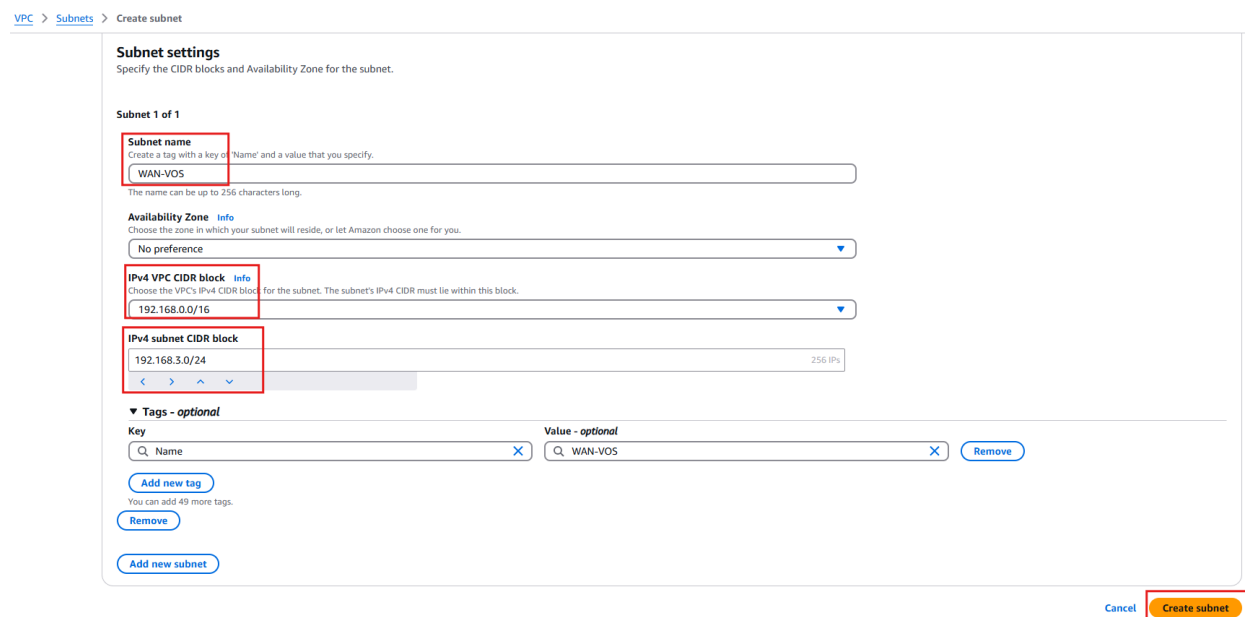 VPC > Subnets > Create subnet
Subnet settings
Specify the CIDR blocks and Availability Zone for the subnet.
Subnet 1 of 1
Subnet name
Create a tag with a key of 'Name' and a value that you specify.
WAN-VOS
The name can be up to 256 characters long.
Availability Zone Info
Choose the zone in which your subnet will reside, or let Amazon choose one for you.
No preference
IPv4 VPC CIDR block Info
Choose the VPC's IPv4 CIDR block for the subnet. The subnet's IPv4 CIDR must lie within this block.
192.168.0.0/16
IPv4 subnet CIDR block
192.168.3.0/24 256 IPs
Tags - optional
Key Value - optional
Name WAN-VOS Remove
Add new tag
You can add 49 more tags.
Remove
Add new subnet
Cancel Create subnet